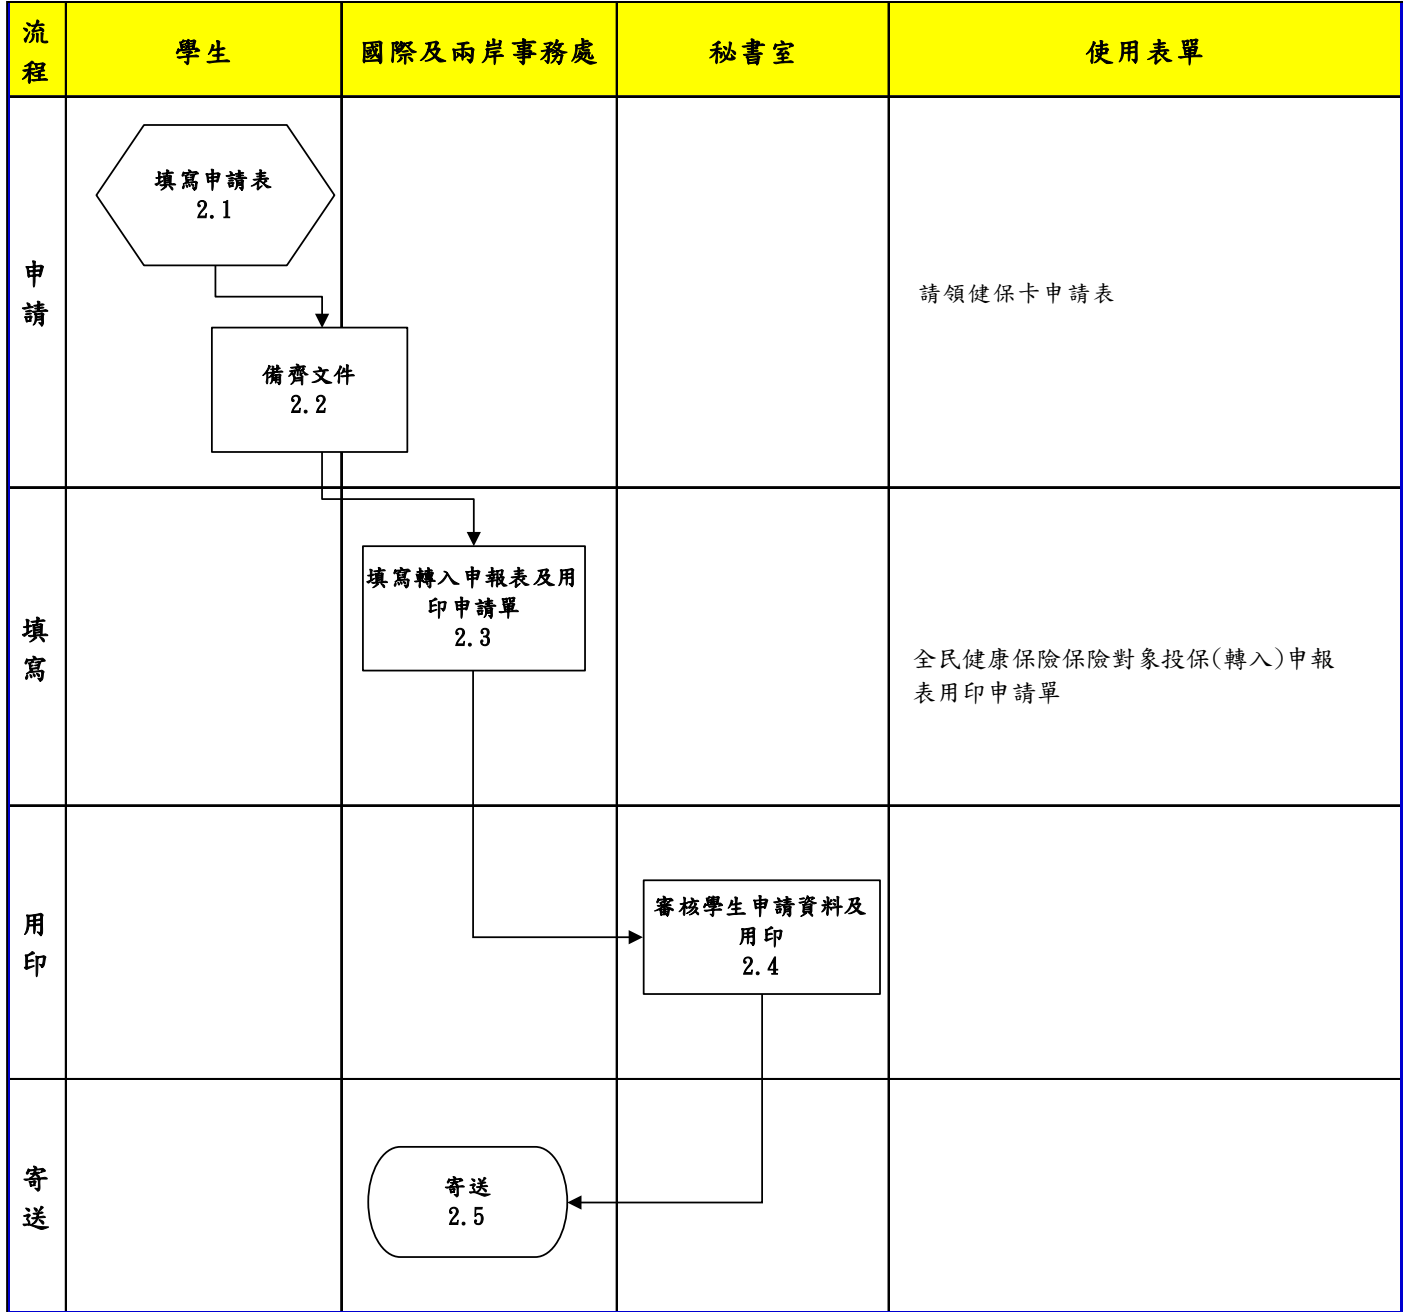 流
程
學生
國際及兩岸事務處
秘書室
使用表單
申
請
填寫申請表
2.1
備齊文件
2.2
請領健保卡申請表
填
寫
填寫轉入申報表及用
印申請單
2.3
全民健康保險保險對象投保(轉入)申報
表用印申請單
用
印
審核學生申請資料及
用印
2.4
寄
送
寄送
2.5